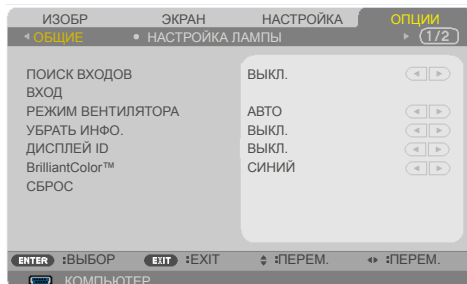 ИЗОБР ЭКРАН НАСТРОЙКА ОПЦИИ
ОБЩИЕ • НАСТРОЙКА ЛАМПЫ 1/2
ПОИСК ВХОДОВ ВЫКЛ.
ВХОД
РЕЖИМ ВЕНТИЛЯТОРА АВТО
УБРАТЬ ИНФО. ВЫКЛ.
ДИСПЛЕЙ ID ВЫКЛ.
BrilliantColor™ СИНИЙ
СБРОС
ENTER :ВЫБОР EXIT :EXIT :ПЕРЕМ. :ПЕРЕМ.
КОМПЬЮТЕР